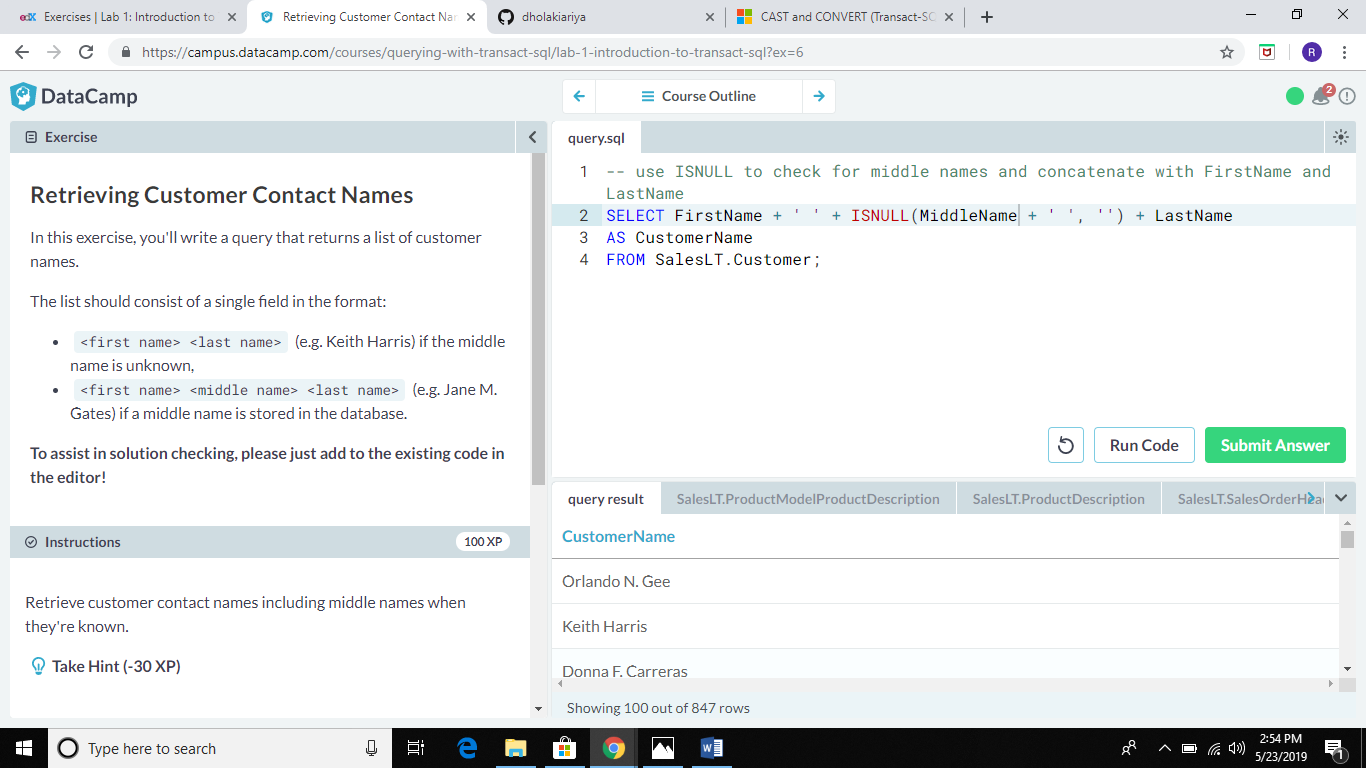 edX Exercises | Lab 1: Introduction to
Retrieving Customer Contact Nar
dholakiariya
CAST and CONVERT (Transact-SQ
https://campus.datacamp.com/courses/querying-with-transact-sql/lab-1-introduction-to-transact-sql?ex=6
R
DataCamp
Course Outline
2
Exercise
query.sql
Retrieving Customer Contact Names
In this exercise, you'll write a query that returns a list of customer
names.
The list should consist of a single field in the format:
<first name> <last name> (e.g. Keith Harris) if the middle
name is unknown,
<first name> <middle name> <last name> (e.g. Jane M.
Gates) if a middle name is stored in the database.
To assist in solution checking, please just add to the existing code in
the editor!
Instructions
100 XP
Retrieve customer contact names including middle names when
they're known.
Take Hint (-30 XP)
1 -- use ISNULL to check for middle names and concatenate with FirstName and
LastName
2 SELECT FirstName + ' ' + ISNULL(MiddleName + ' ', '') + LastName
3 AS CustomerName
4 FROM SalesLT.Customer;
Run Code
Submit Answer
query result
SalesLT.ProductModelProductDescription
SalesLT.ProductDescription
SalesLT.SalesOrderHea
CustomerName
Orlando N. Gee
Keith Harris
Donna F. Carreras
Showing 100 out of 847 rows
Type here to search
2:54 PM
5/23/2019
1